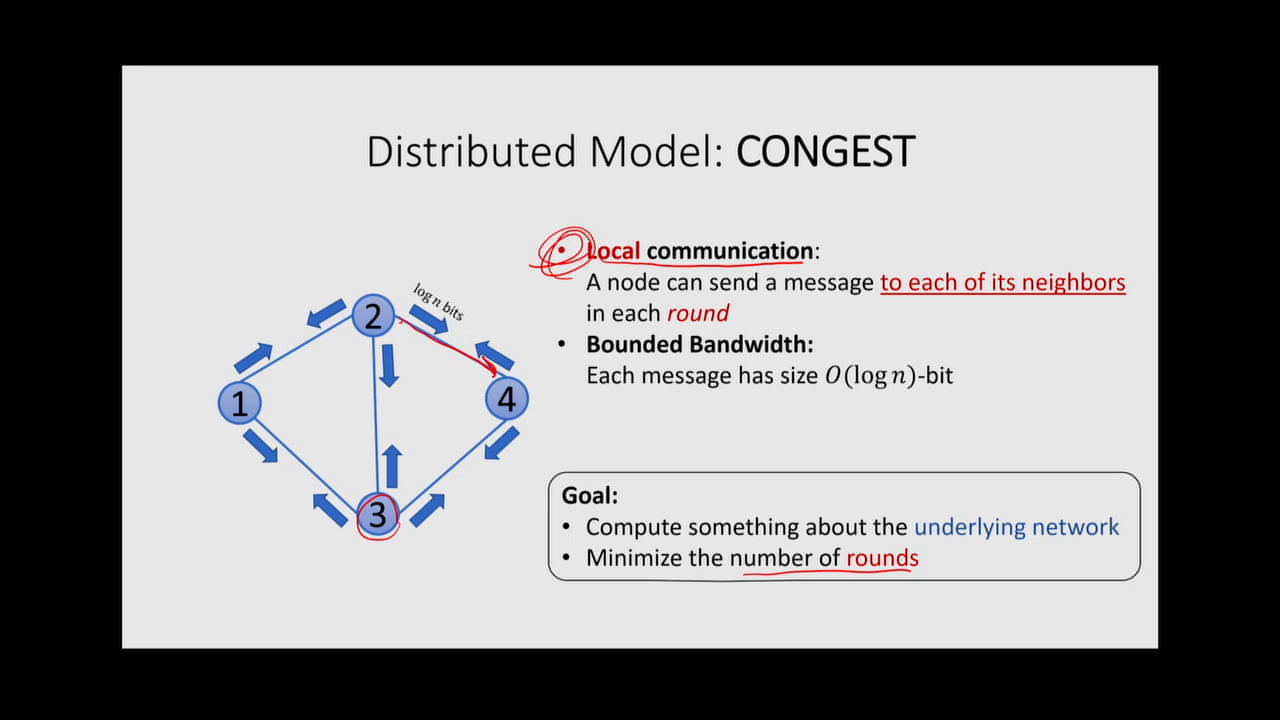 Distributed Model: CONGEST
• Local communication:
A node can send a message to each of its neighbors
in each round
• Bounded Bandwidth:
Each message has size O(log n)-bit
log n bits
2
1
4
3
Goal:
• Compute something about the underlying network
• Minimize the number of rounds